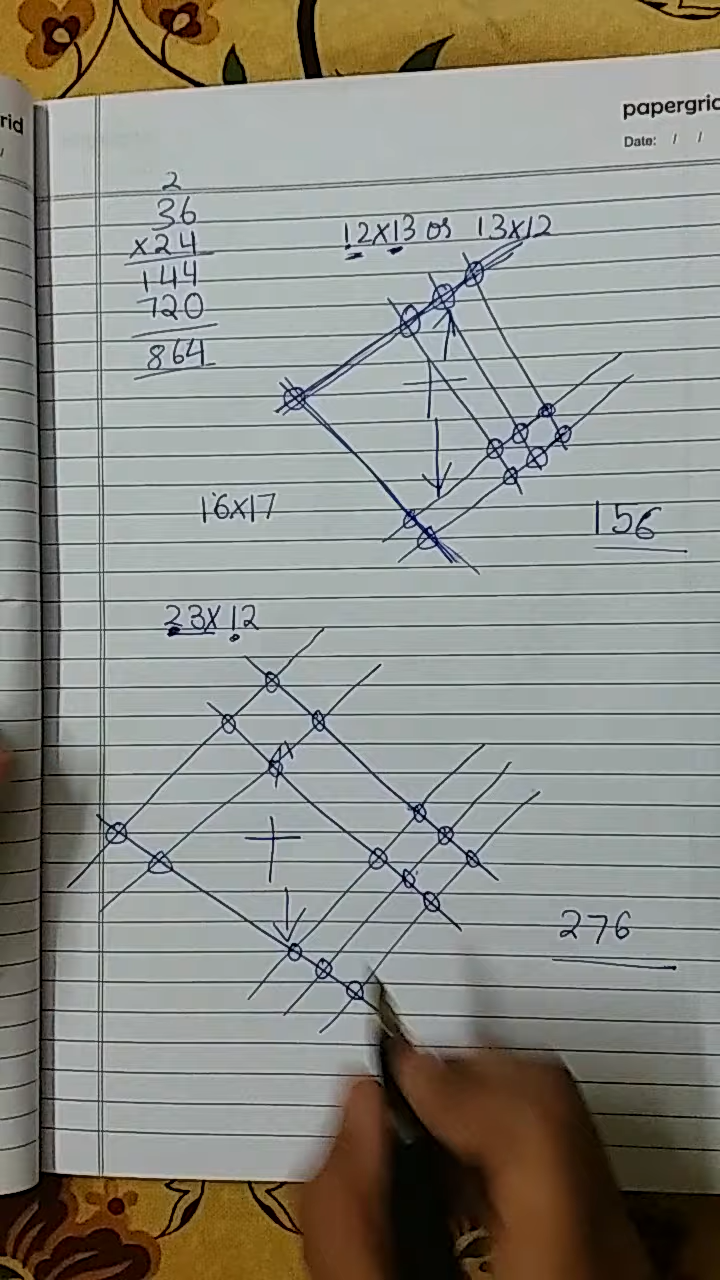 rid
papergrid
Date: / /
2
36
x24
144
720
864
12x13 or 13x12
16x17
156
23x12
276